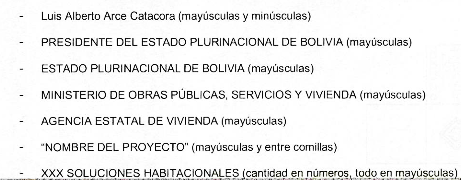 - Luis Alberto Arce Catacora (mayúsculas y minúsculas)
- PRESIDENTE DEL ESTADO PLURINACIONAL DE BOLIVIA (mayúsculas)
- ESTADO PLURINACIONAL DE BOLIVIA (mayúsculas)
- MINISTERIO DE OBRAS PÚBLICAS, SERVICIOS Y VIVIENDA (mayúsculas)
- AGENCIA ESTATAL DE VIVIENDA (mayúsculas)
- “NOMBRE DEL PROYECTO” (mayúsculas y entre comillas)
- XXX SOLUCIONES HABITACIONALES (cantidad en números, todo en mayúsculas)